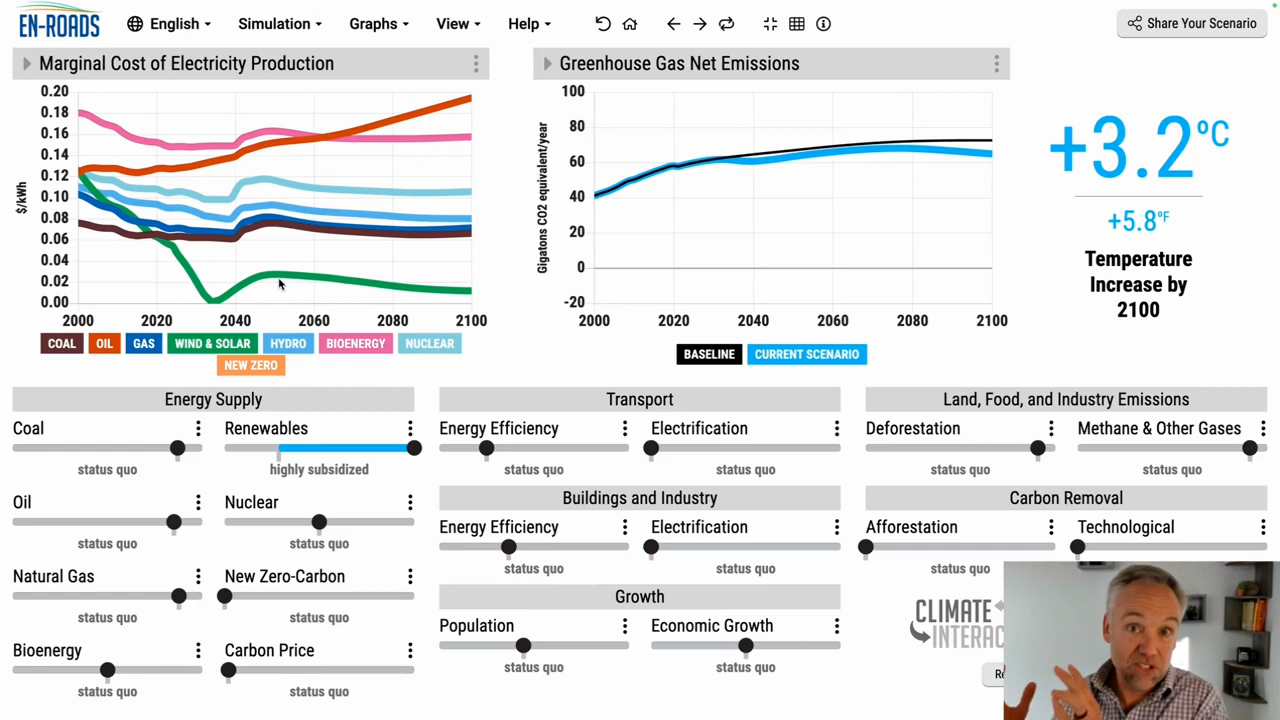 EN-ROADS
English
Simulation
Graphs
View
Help
Share Your Scenario
Marginal Cost of Electricity Production
0.20
0.18
0.16
0.14
0.12
0.10
0.08
0.06
0.04
0.02
0.00
$/kWh
2000 2020 2040 2060 2080 2100
COAL OIL GAS WIND & SOLAR HYDRO BIOENERGY NUCLEAR
NEW ZERO
Greenhouse Gas Net Emissions
100
80
60
40
20
0
-20
Gigatons CO2 equivalent/year
2000 2020 2040 2060 2080 2100
BASELINE CURRENT SCENARIO
+3.2°C
+5.8°F
Temperature
Increase by
2100
Energy Supply
Coal
status quo
Renewables
highly subsidized
Oil
status quo
Nuclear
status quo
Natural Gas
status quo
New Zero-Carbon
status quo
Bioenergy
status quo
Carbon Price
status quo
Transport
Energy Efficiency
status quo
Electrification
status quo
Buildings and Industry
Energy Efficiency
status quo
Electrification
status quo
Growth
Population
status quo
Economic Growth
status quo
Land, Food, and Industry Emissions
Deforestation
status quo
Methane & Other Gases
status quo
Carbon Removal
Afforestation
status quo
Technological
CLIMATE
INTERAC
Re